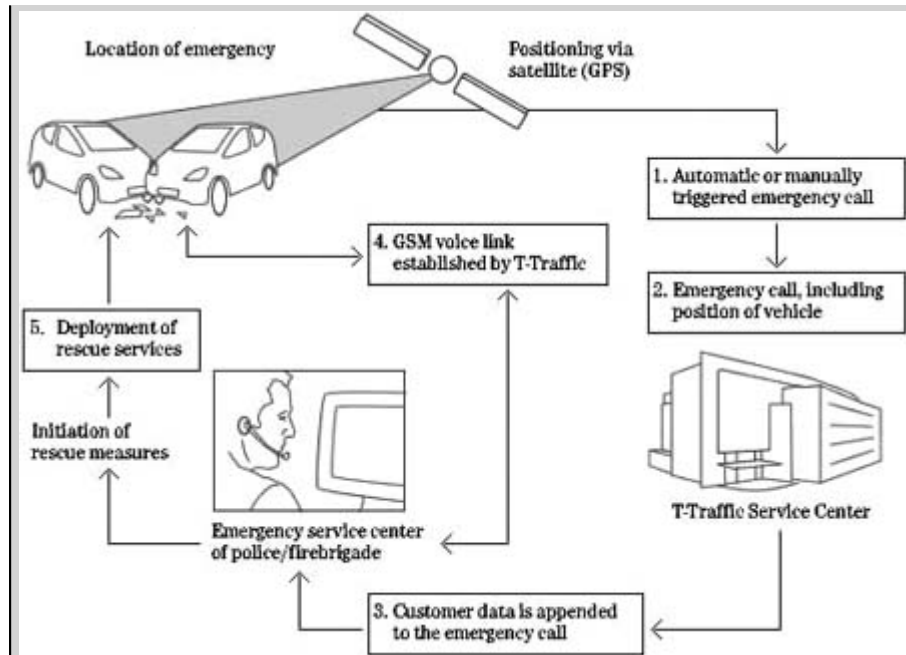 Location of emergency
Positioning via
satellite (GPS)
1. Automatic or manually
triggered emergency call
2. Emergency call, including
position of vehicle
T-Traffic Service Center
3. Customer data is appended
to the emergency call
4. GSM voice link
established by T-Traffic
Emergency service center
of police/firebrigade
Initiation of
rescue measures
5. Deployment of
rescue services